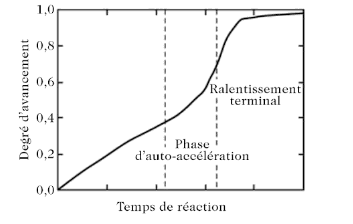 1,0
0,8
0,6
0,4
0,2
0,0
Degré d'avancement
Ralentissement
terminal
Phase
d'auto-accélération
Temps de réaction